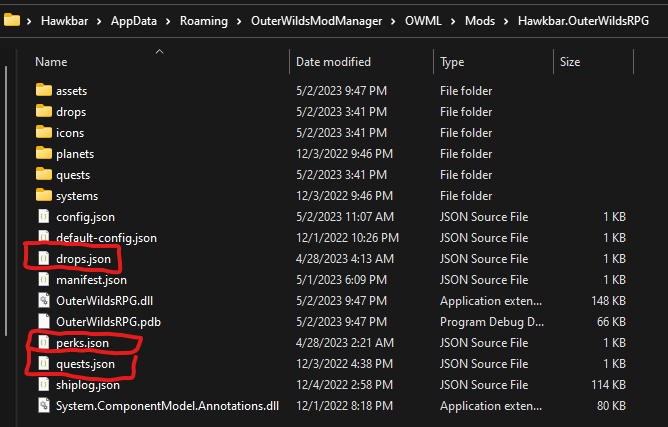 Hawkbar > AppData > Roaming > OuterWildsModManager > OWML > Mods > Hawkbar.OuterWildsRPG
Name Date modified Type Size
assets 5/2/2023 9:47 PM File folder
drops 5/2/2023 3:41 PM File folder
icons 5/2/2023 3:41 PM File folder
planets 12/3/2022 9:46 PM File folder
quests 5/2/2023 3:41 PM File folder
systems 12/3/2022 9:46 PM File folder
config.json 5/2/2023 11:07 AM JSON Source File 1 KB
default-config.json 12/1/2022 10:26 PM JSON Source File 1 KB
drops.json 4/28/2023 4:13 AM JSON Source File 1 KB
manifest.json 5/1/2023 6:09 PM JSON Source File 1 KB
OuterWildsRPG.dll 5/2/2023 9:47 PM Application exten... 148 KB
OuterWildsRPG.pdb 5/2/2023 9:47 PM Program Debug D... 66 KB
perks.json 4/28/2023 2:21 AM JSON Source File 1 KB
quests.json 12/3/2022 4:38 PM JSON Source File 1 KB
shiplog.json 12/4/2022 2:58 PM JSON Source File 114 KB
System.ComponentModel.Annotations.dll 12/1/2022 8:18 PM Application exten... 80 KB